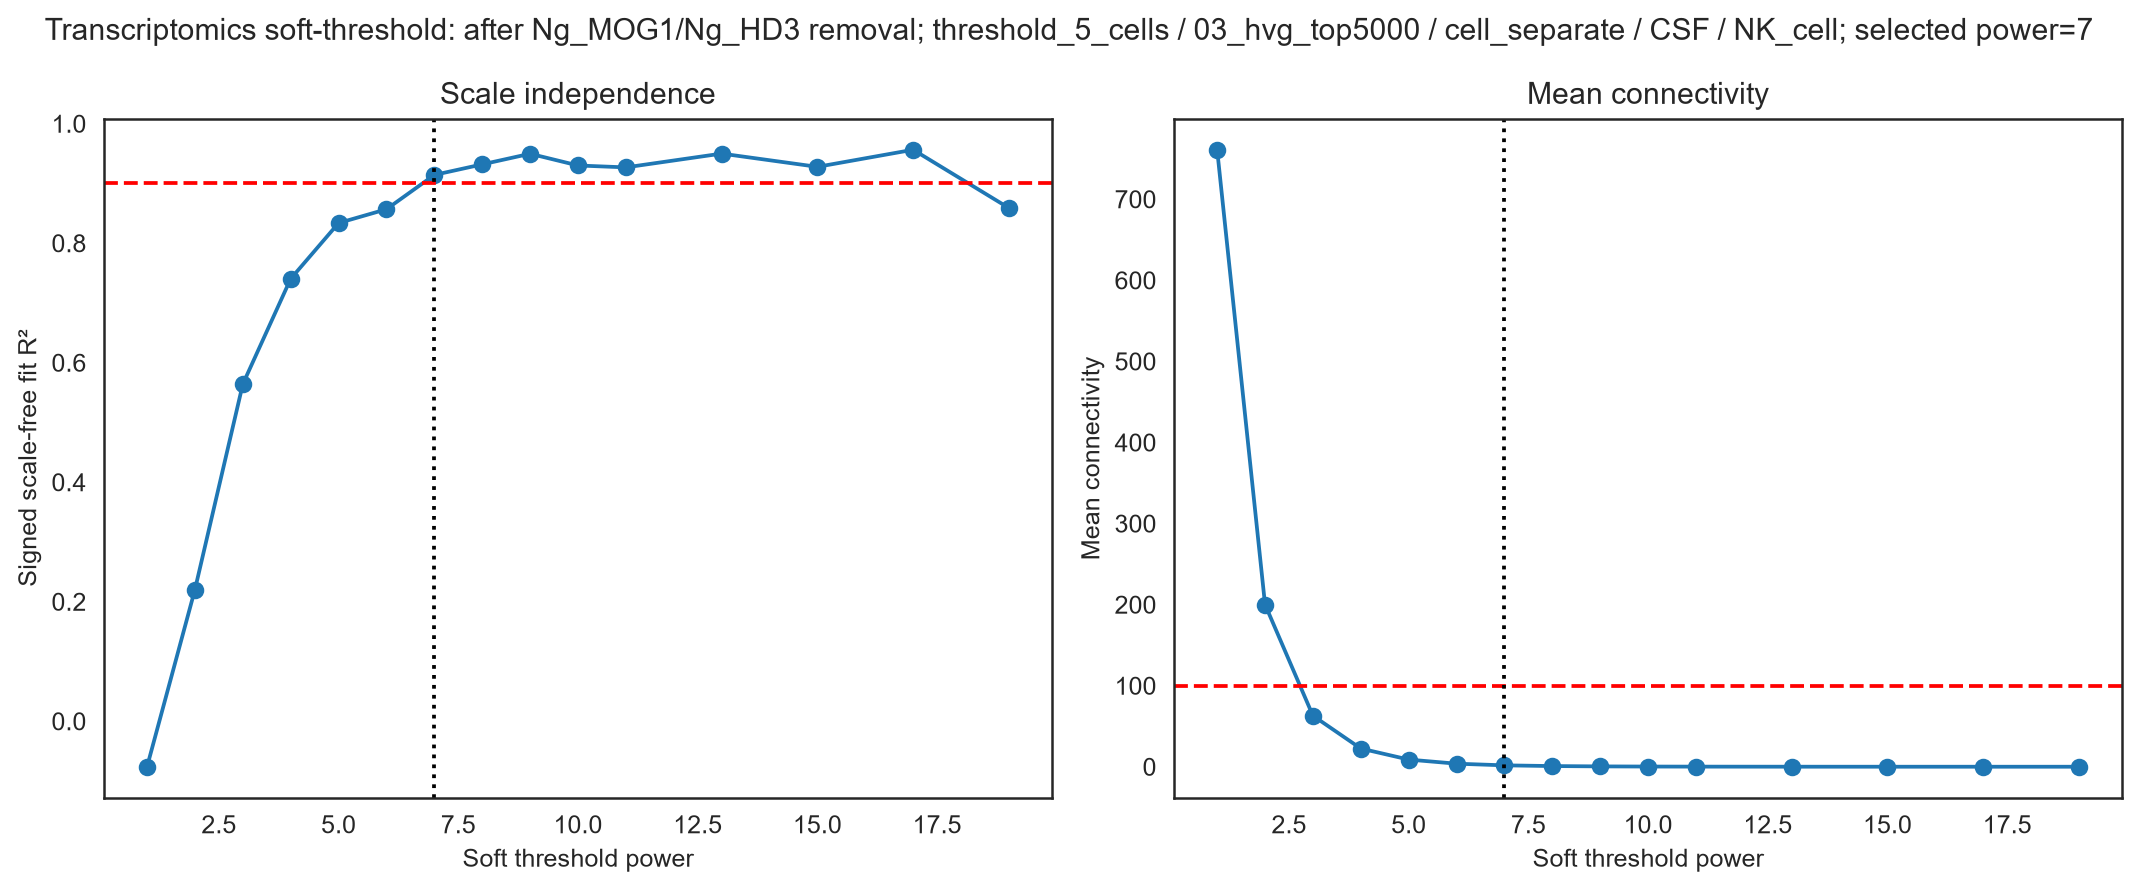 Transcriptomics soft-threshold: after Ng_MOG1/Ng_HD3 removal; threshold_5_cells / 03_hvg_top5000 / cell_separate / CSF / NK_cell; selected power=7
Scale independence
Signed scale-free fit R²
1.0
0.8
0.6
0.4
0.2
0.0
2.5 5.0 7.5 10.0 12.5 15.0 17.5
Soft threshold power
Mean connectivity
Mean connectivity
700
600
500
400
300
200
100
0
2.5 5.0 7.5 10.0 12.5 15.0 17.5
Soft threshold power